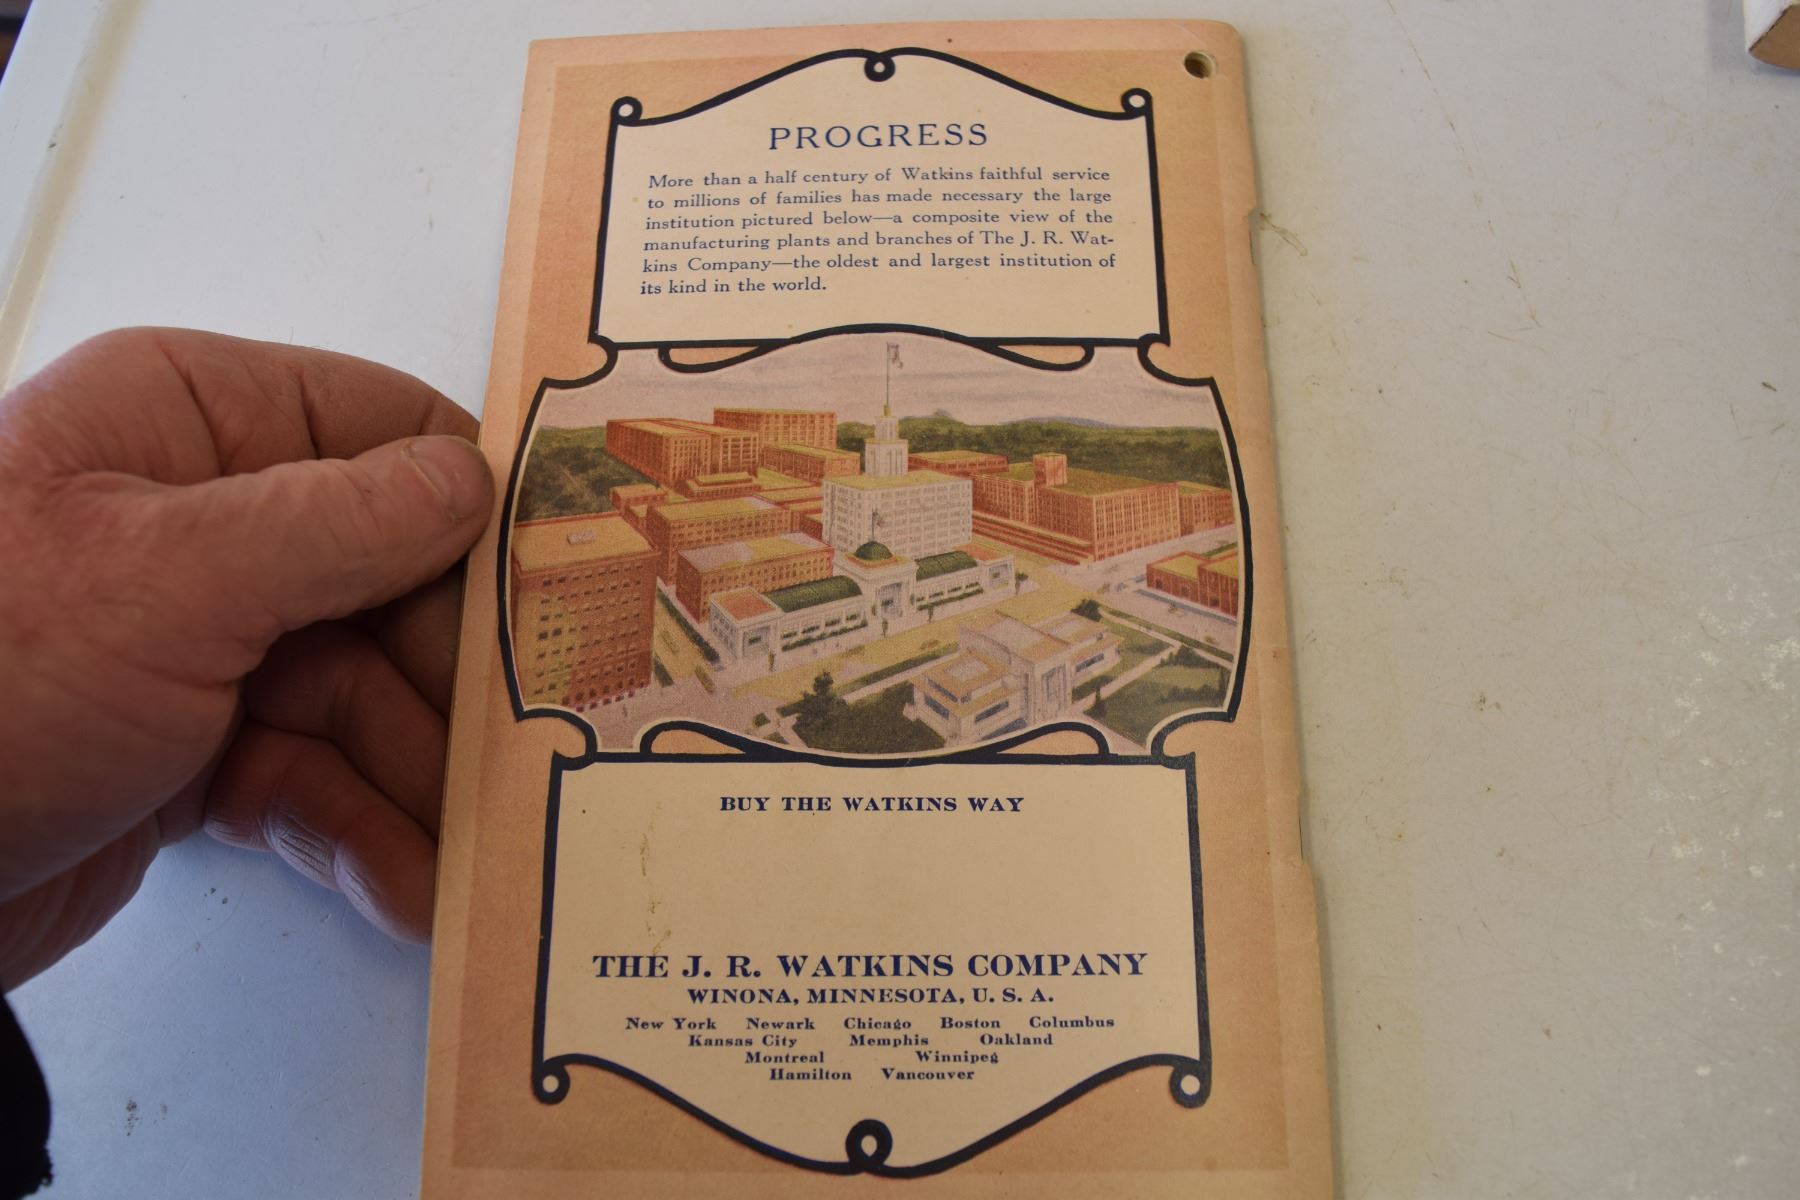 PROGRESS
More than a half century of Watkins faithful service
to millions of families has made necessary the large
institution pictured below—a composite view of the
manufacturing plants and branches of The J. R. Wat-
kins Company—the oldest and largest institution of
its kind in the world.
BUY THE WATKINS WAY
THE J. R. WATKINS COMPANY
WINONA, MINNESOTA, U. S. A.
New York Newark Chicago Boston Columbus
Kansas City Memphis Oakland
Montreal Winnipeg
Hamilton Vancouver